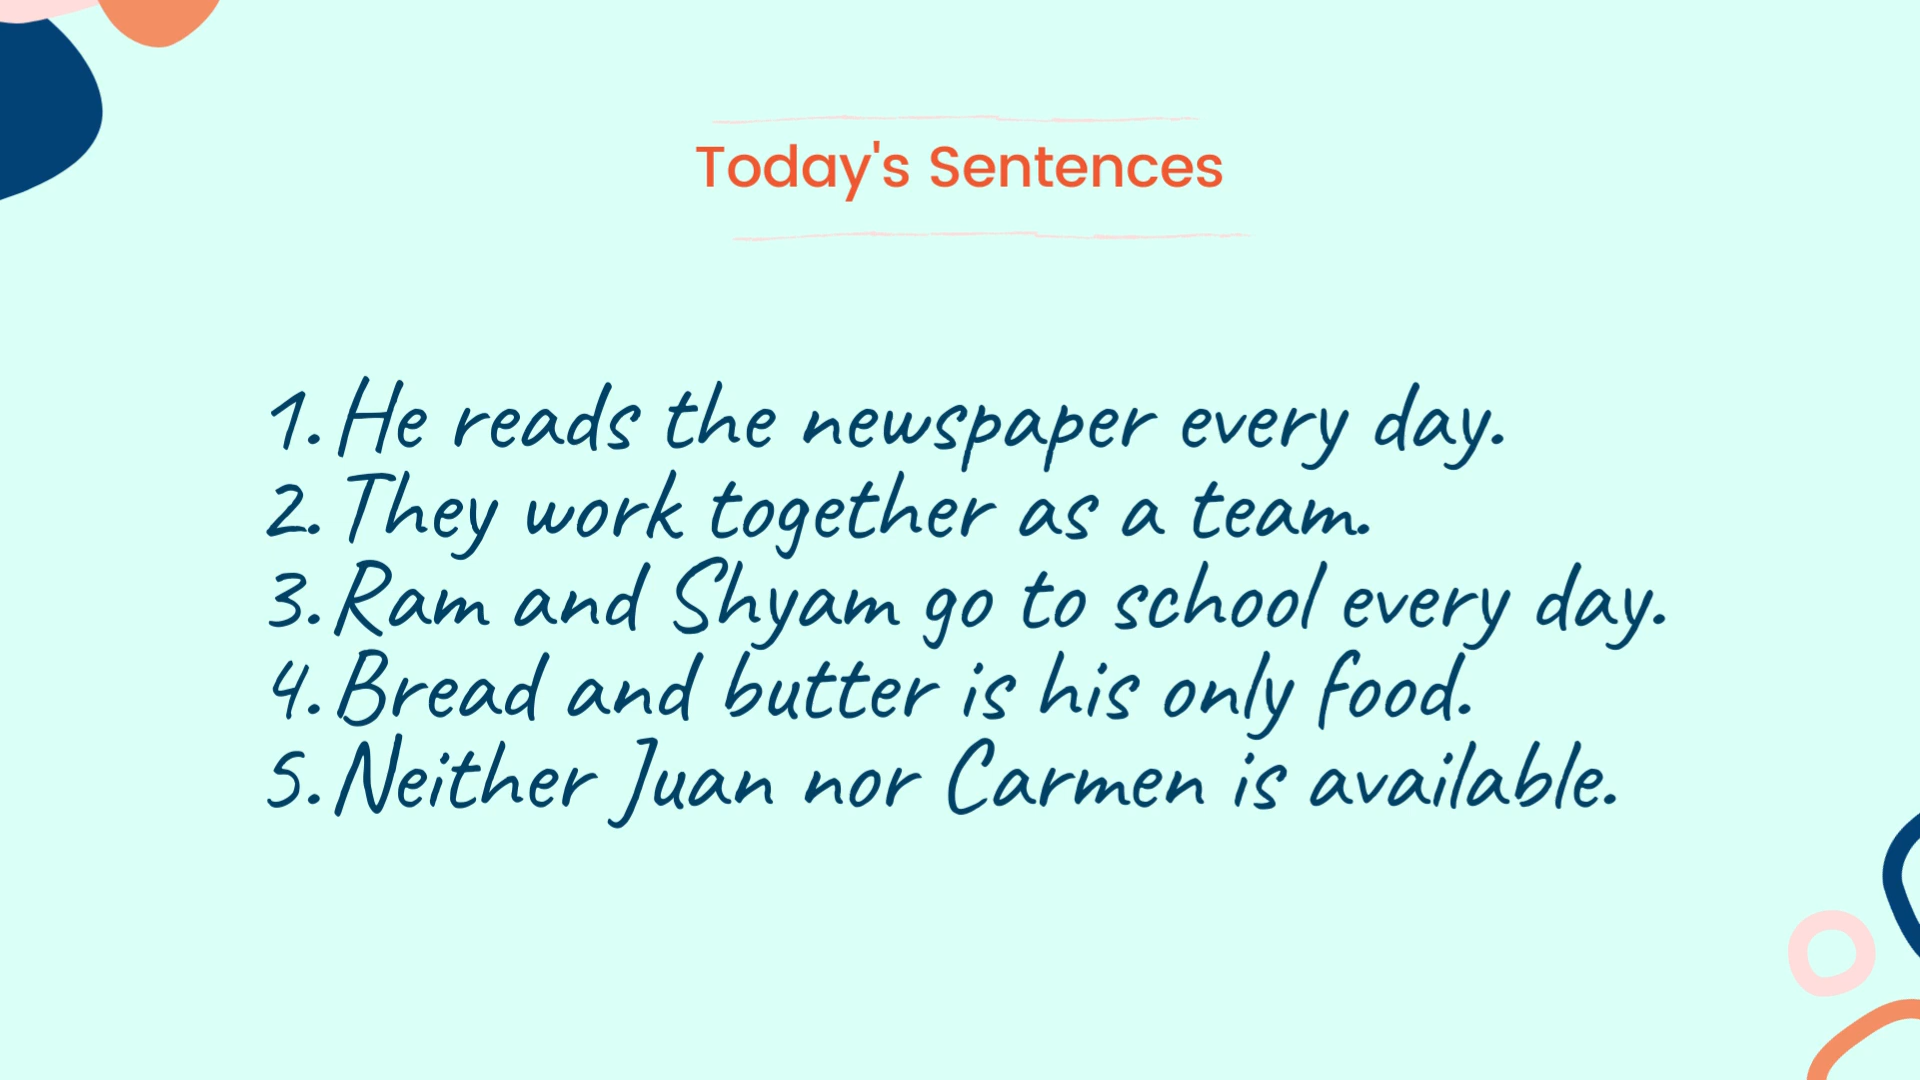 Today's Sentences
1. He reads the newspaper every day.
2. They work together as a team.
3. Ram and Shyam go to school every day.
4. Bread and butter is his only food.
5. Neither Juan nor Carmen is available.